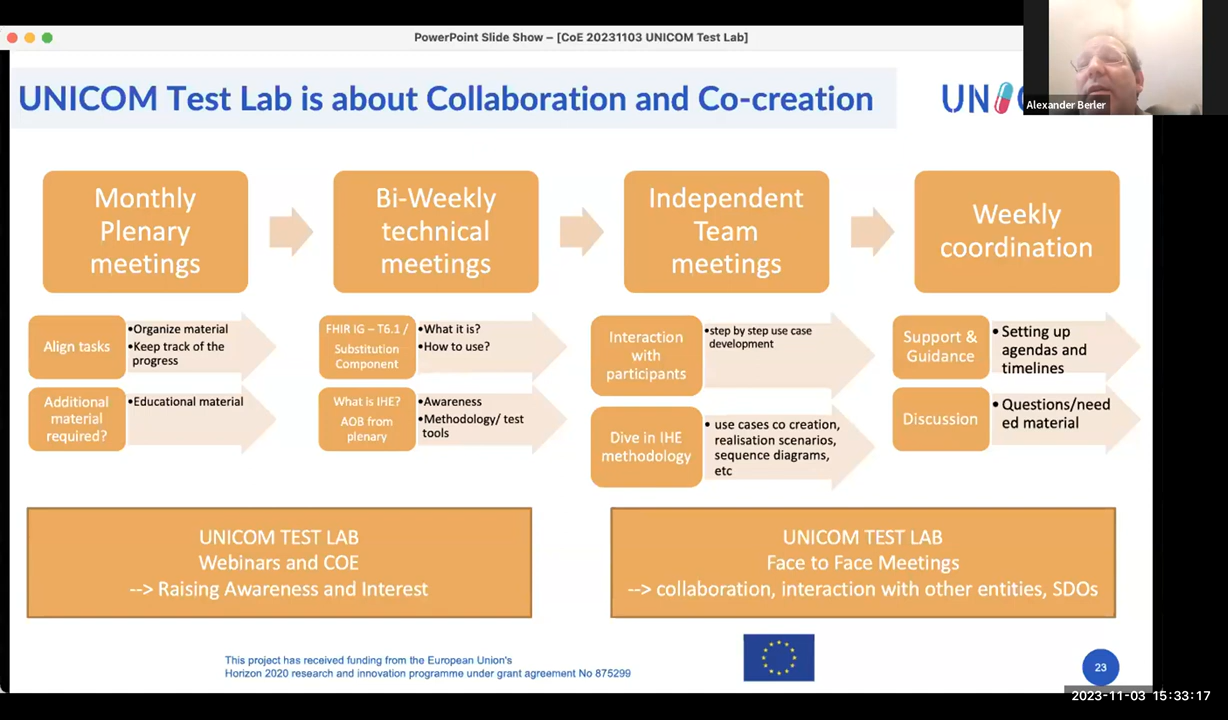 PowerPoint Slide Show – [CoE 20231103 UNICOM Test Lab]
UNICOM Test Lab is about Collaboration and Co-creation
UN
Alexander Berler
Monthly
Plenary
meetings
Bi-Weekly
technical
meetings
Independent
Team
meetings
Weekly
coordination
Align tasks
•Organize material
•Keep track of the
progress
Additional
material
required?
•Educational material
FHIR IG – T6.1 /
Substitution
Component
•What it is?
•How to use?
What is IHE?
AOB from
plenary
•Awareness
•Methodology/ test
tools
Interaction
with
participants
•step by step use case
development
Dive in IHE
methodology
• use cases co creation,
realisation scenarios,
sequence diagrams,
etc
Support &
Guidance
• Setting up
agendas and
timelines
Discussion
• Questions/need
ed material
UNICOM TEST LAB
Webinars and COE
--> Raising Awareness and Interest
UNICOM TEST LAB
Face to Face Meetings
--> collaboration, interaction with other entities, SDOs
This project has received funding from the European Union's
Horizon 2020 research and innovation programme under grant agreement No 875299
23
2023-11-03 15:33:17